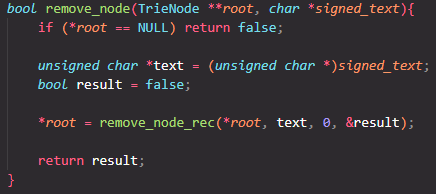 bool remove_node(TrieNode **root, char *signed_text){
    if (*root == NULL) return false;

    unsigned char *text = (unsigned char *)signed_text;
    bool result = false;

    *root = remove_node_rec(*root, text, 0, &result);

    return result;
}